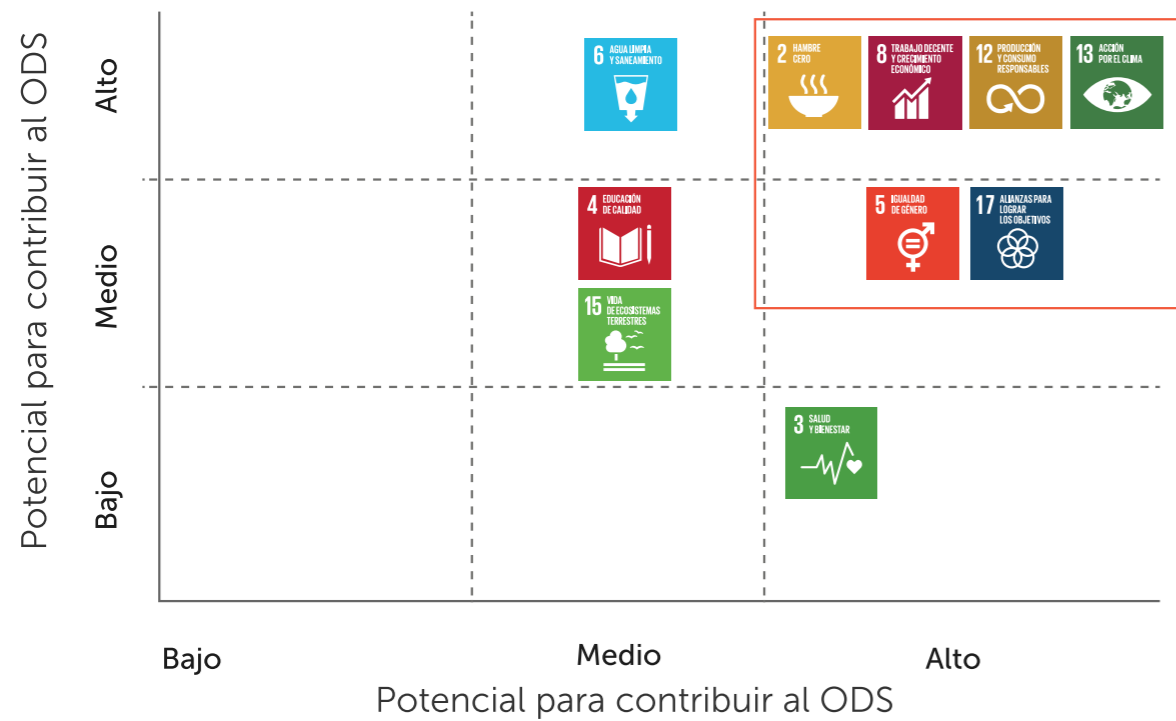 Potencial para contribuir al ODS
Alto
Medio
Bajo
6 AGUA LIMPIA
Y SANEAMIENTO
2 HAMBRE
CERO
8 TRABAJO DECENTE
Y CRECIMIENTO
ECONÓMICO
12 PRODUCCIÓN
Y CONSUMO
RESPONSABLES
13 ACCIÓN
POR EL CLIMA
4 EDUCACIÓN
DE CALIDAD
5 IGUALDAD
DE GÉNERO
17 ALIANZAS PARA
LOGRAR
LOS OBJETIVOS
15 VIDA
DE ECOSISTEMAS
TERRESTRES
3 SALUD
Y BIENESTAR
Bajo
Medio
Alto
Potencial para contribuir al ODS